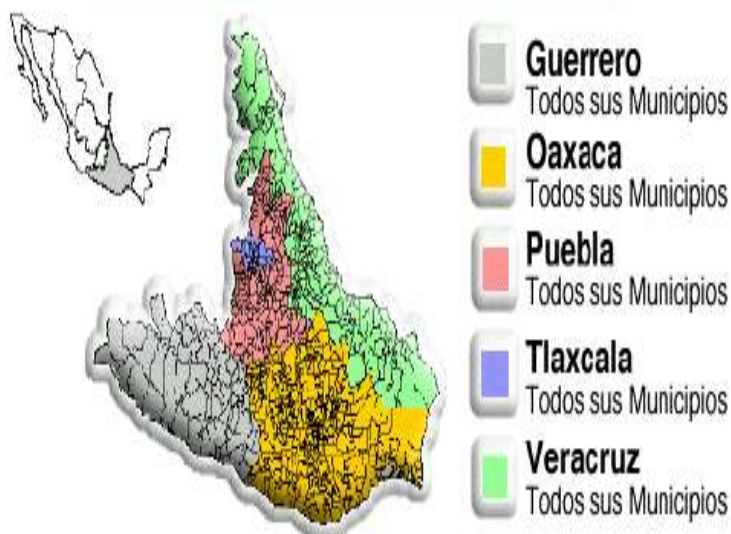 Guerrero
Todos sus Municipios
Oaxaca
Todos sus Municipios
Puebla
Todos sus Municipios
Tlaxcala
Todos sus Municipios
Veracruz
Todos sus Municipios